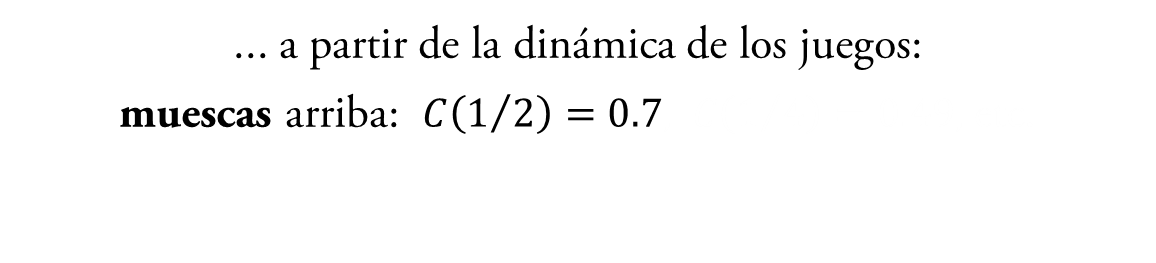 ... a partir de la dinámica de los juegos:
muescas arriba: C(1/2) = 0.7